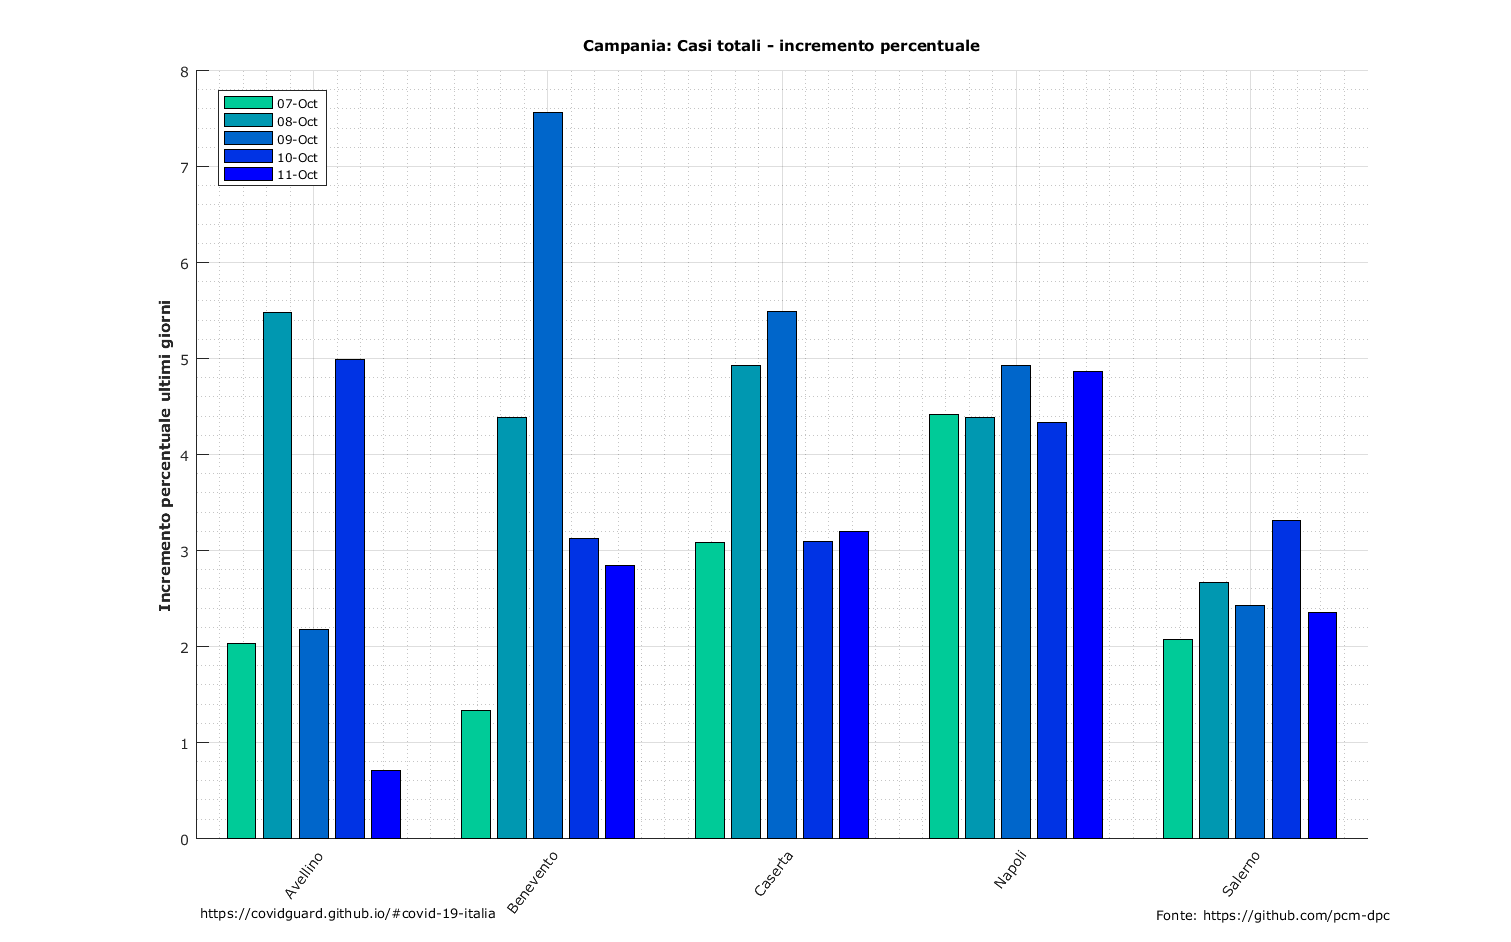 Campania: Casi totali - incremento percentuale
8
7
6
5
4
3
2
1
0
Incremento percentuale ultimi giorni
07-Oct
08-Oct
09-Oct
10-Oct
11-Oct
Avellino
Benevento
Caserta
Napoli
Salerno
https://covidguard.github.io/#covid-19-italia
Fonte: https://github.com/pcm-dpc